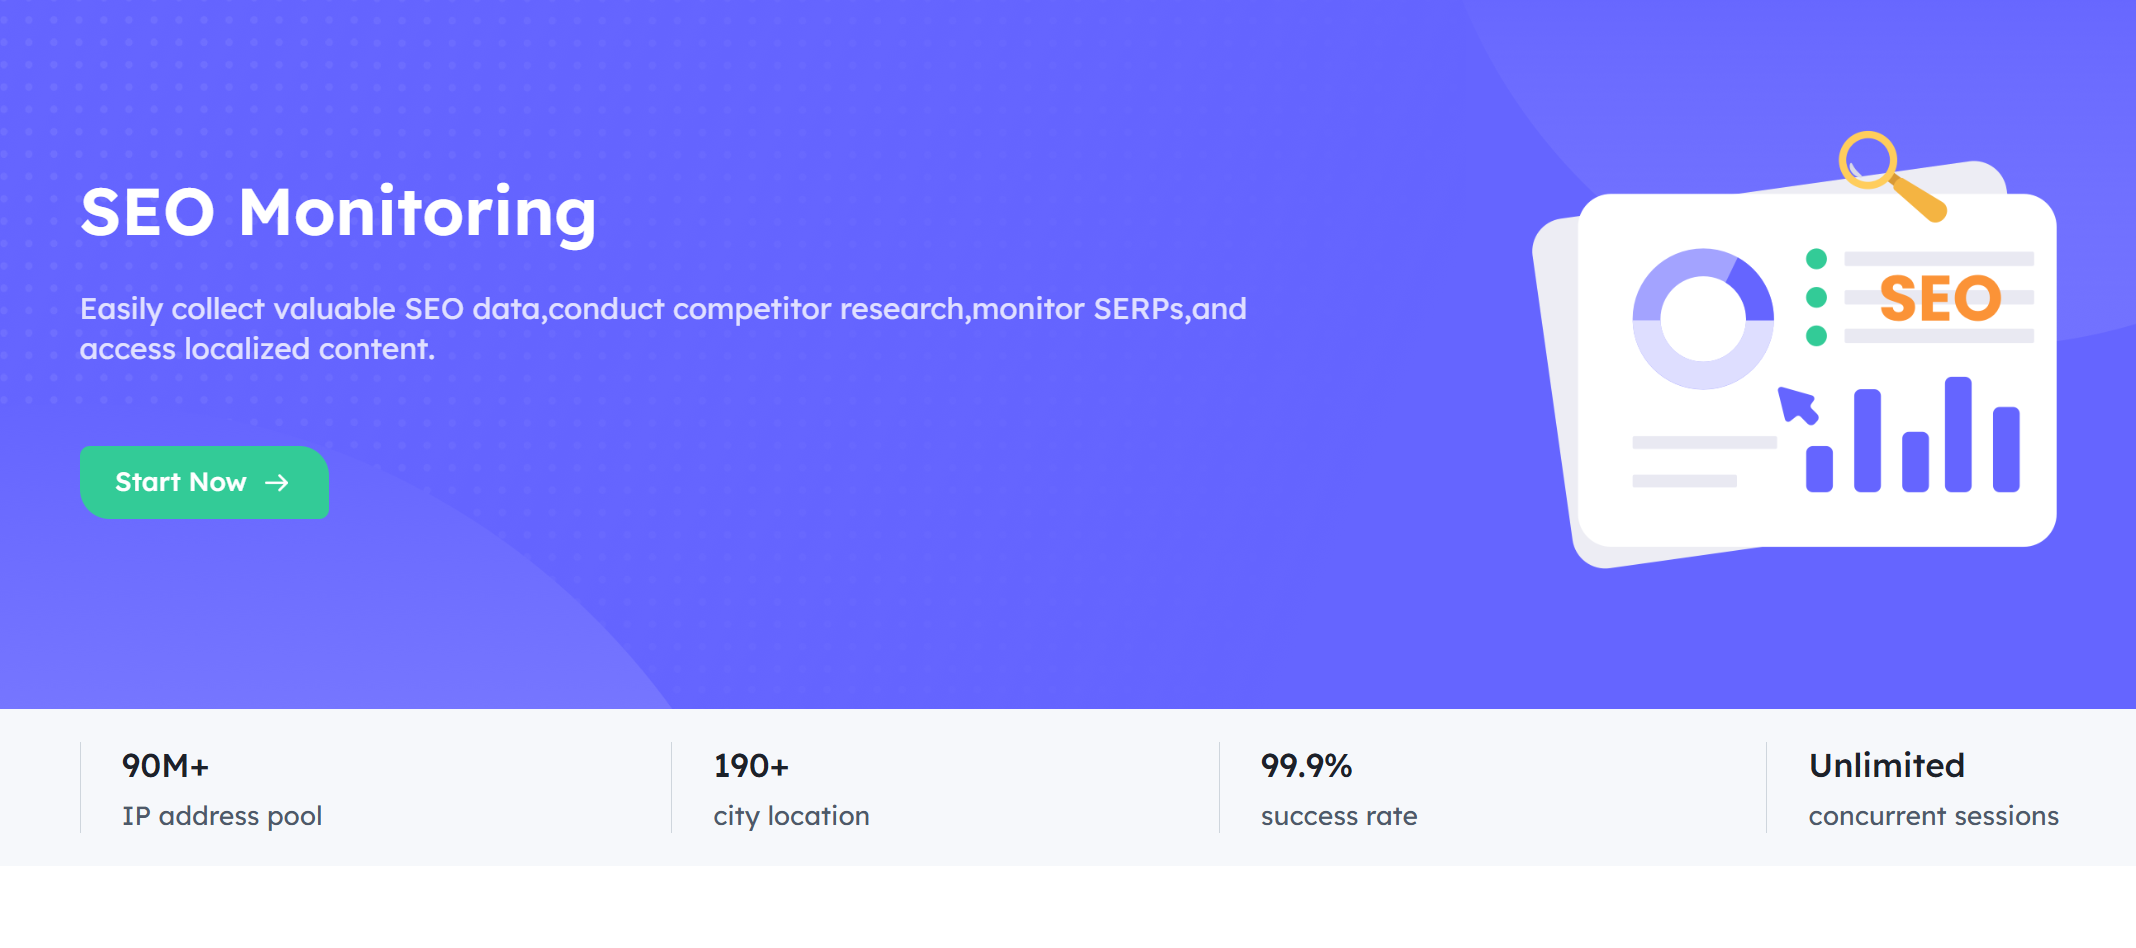 SEO Monitoring
Easily collect valuable SEO data,conduct competitor research,monitor SERPs,and
access localized content.
Start Now
SEO
90M+
IP address pool
190+
city location
99.9%
success rate
Unlimited
concurrent sessions